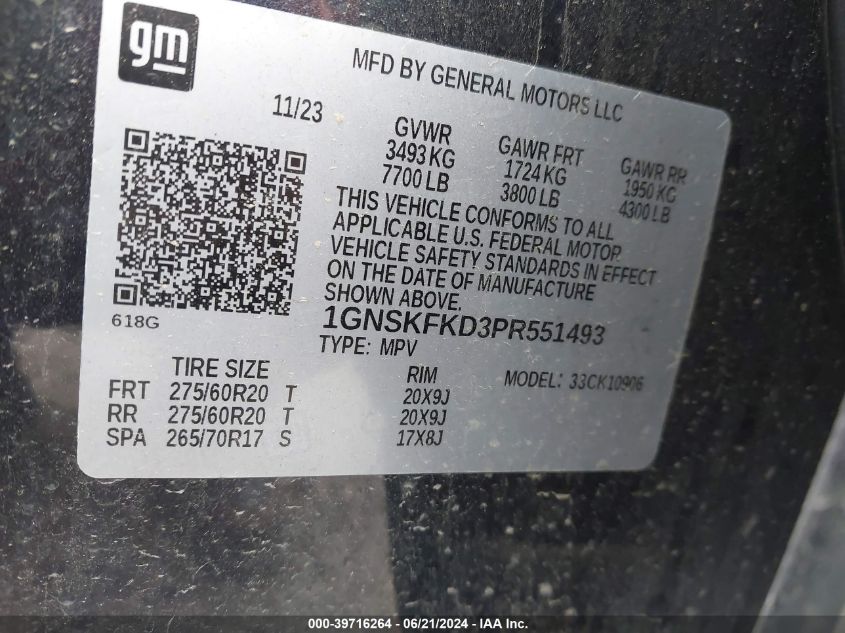 gm
MFD BY GENERAL MOTORS LLC
11/23
GVWR GAWR FRT GAWR RR
3493 KG 1724 KG 1950 KG
7700 LB 3800 LB 4300 LB
THIS VEHICLE CONFORMS TO ALL
APPLICABLE U.S. FEDERAL MOTOR
VEHICLE SAFETY STANDARDS IN EFFECT
ON THE DATE OF MANUFACTURE
SHOWN ABOVE.
618G
1GNSKFKD3PR551493
TYPE: MPV
TIRE SIZE RIM MODEL: 33CK10906
FRT 275/60R20 T 20X9J
RR 275/60R20 T 20X9J
SPA 265/70R17 S 17X8J
000-39716264 - 06/21/2024 - IAAI - Copart, Inc.